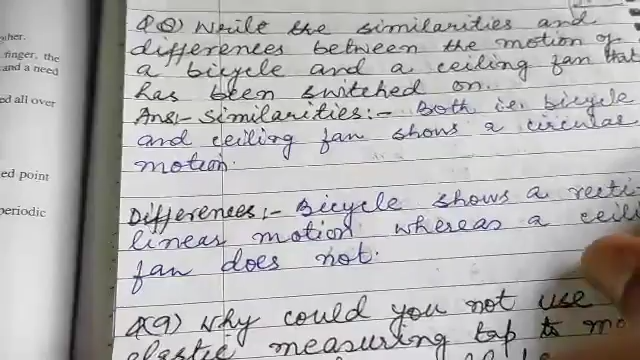 ther.
finger, the
and a need
ed all over
ed point
periodic
Q8) Write the similarities and
differences between the motion of
a bicycle and a ceiling fan that
has been switched on.
Ans:- Similarities:- Both i.e. bicycle
and ceiling fan shows a circular
motion.
Differences:- Bicycle shows a recti
linear motion whereas a ceili
fan does not.
Q9) Why could you not use
elastic measuring tap to